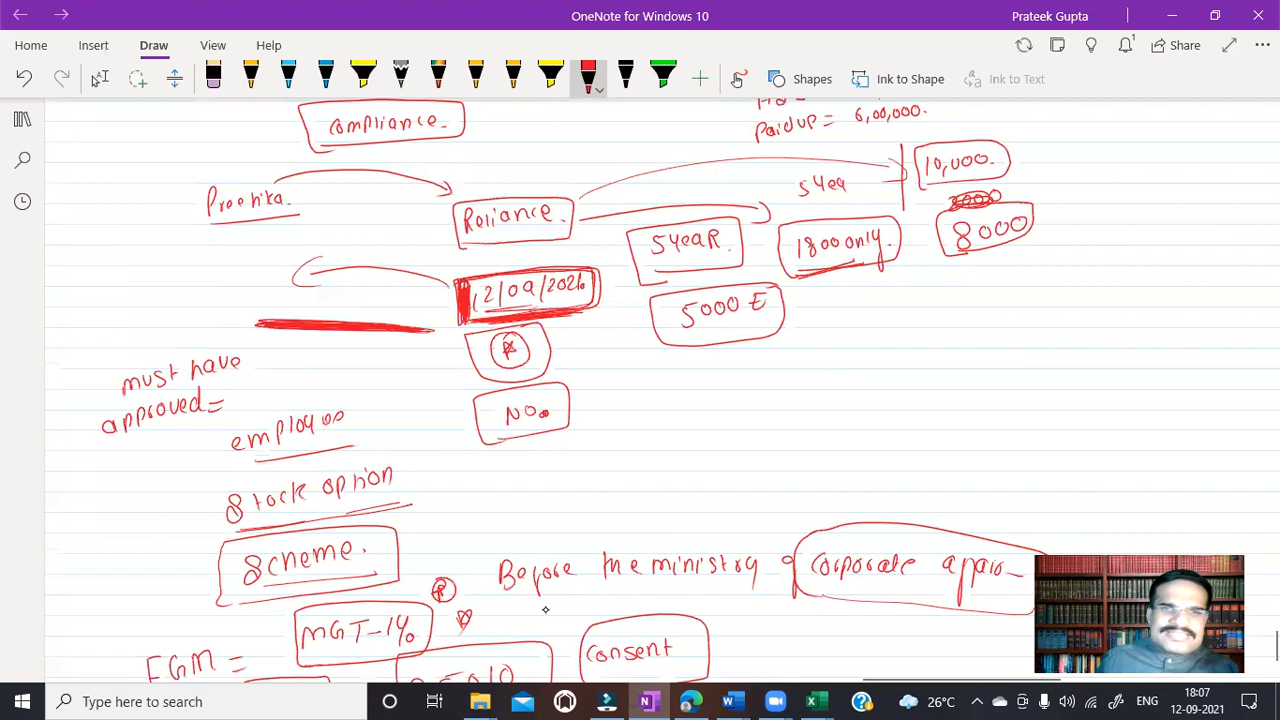 OneNote for Windows 10
Prateek Gupta
Home Insert Draw View Help
Share
Shapes
Ink to Shape
Ink to Text
compliance.
Paidup = 6,00,000.
Preetika.
Reliance.
5 year.
5 yea
1800 only.
10,000.
8000
12/09/2026
5000 E
NO.
must have
approved =
employee
Stock option
Scheme.
Before the ministry of corporate affair
MGT-14.
EGM =
consent
Type here to search
26°C
ENG
18:07
12-09-2021